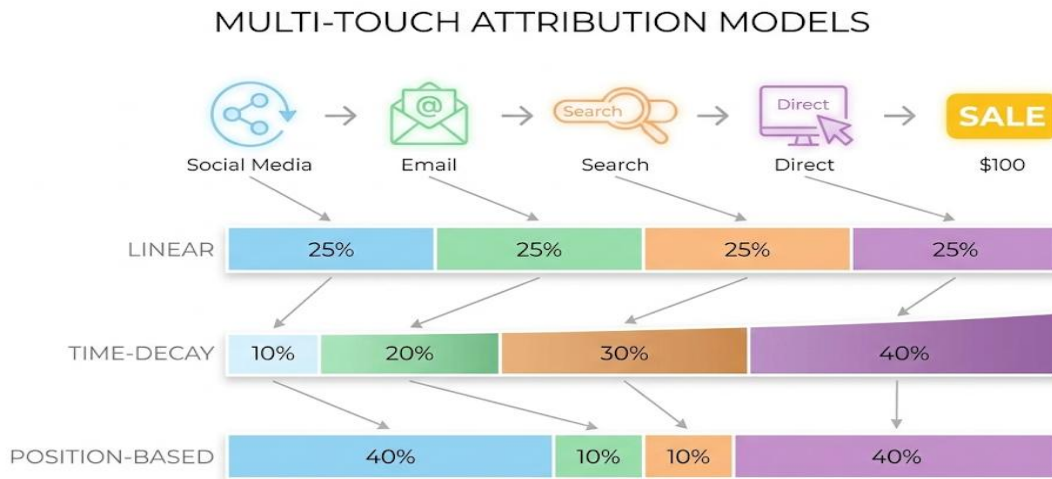 MULTI-TOUCH ATTRIBUTION MODELS
@ Search Direct SALE
Social Media Email Search Direct $100
LINEAR 25% 25% 25% 25%
TIME-DECAY 10% 20% 30% 40%
POSITION-BASED 40% 10% 10% 40%